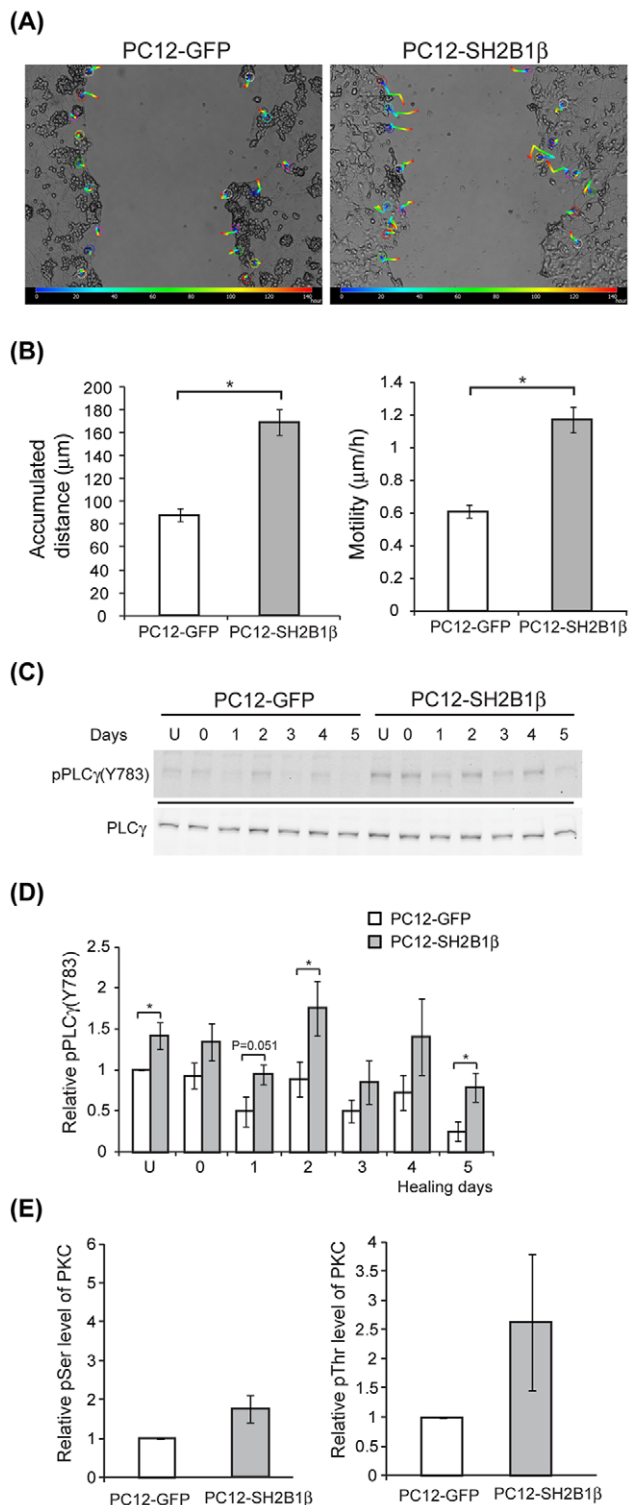 (A)
PC12-GFP PC12-SH2B1β
0 20 40 60 80 100 120 140
hour
0 20 40 60 80 100 120 140
hour
(B)
Accumulated
distance (μm)
200
180
160
140
120
100
80
60
40
20
0
*
PC12-GFP PC12-SH2B1β
Motility (μm/h)
1.4
1.2
1
0.8
0.6
0.4
0.2
0
*
PC12-GFP PC12-SH2B1β
(C)
PC12-GFP PC12-SH2B1β
Days U 0 1 2 3 4 5 U 0 1 2 3 4 5
pPLCγ(Y783)
PLCγ
(D)
PC12-GFP
PC12-SH2B1β
Relative pPLCγ(Y783)
2.5
2
1.5
1
0.5
0
*
P=0.051
*
*
U 0 1 2 3 4 5
Healing days
(E)
Relative pSer level of PKC
6
5
4
3
2
1
0
PC12-GFP PC12-SH2B1β
Relative pThr level of PKC
4
3.5
3
2.5
2
1.5
1
0.5
0
PC12-GFP PC12-SH2B1β